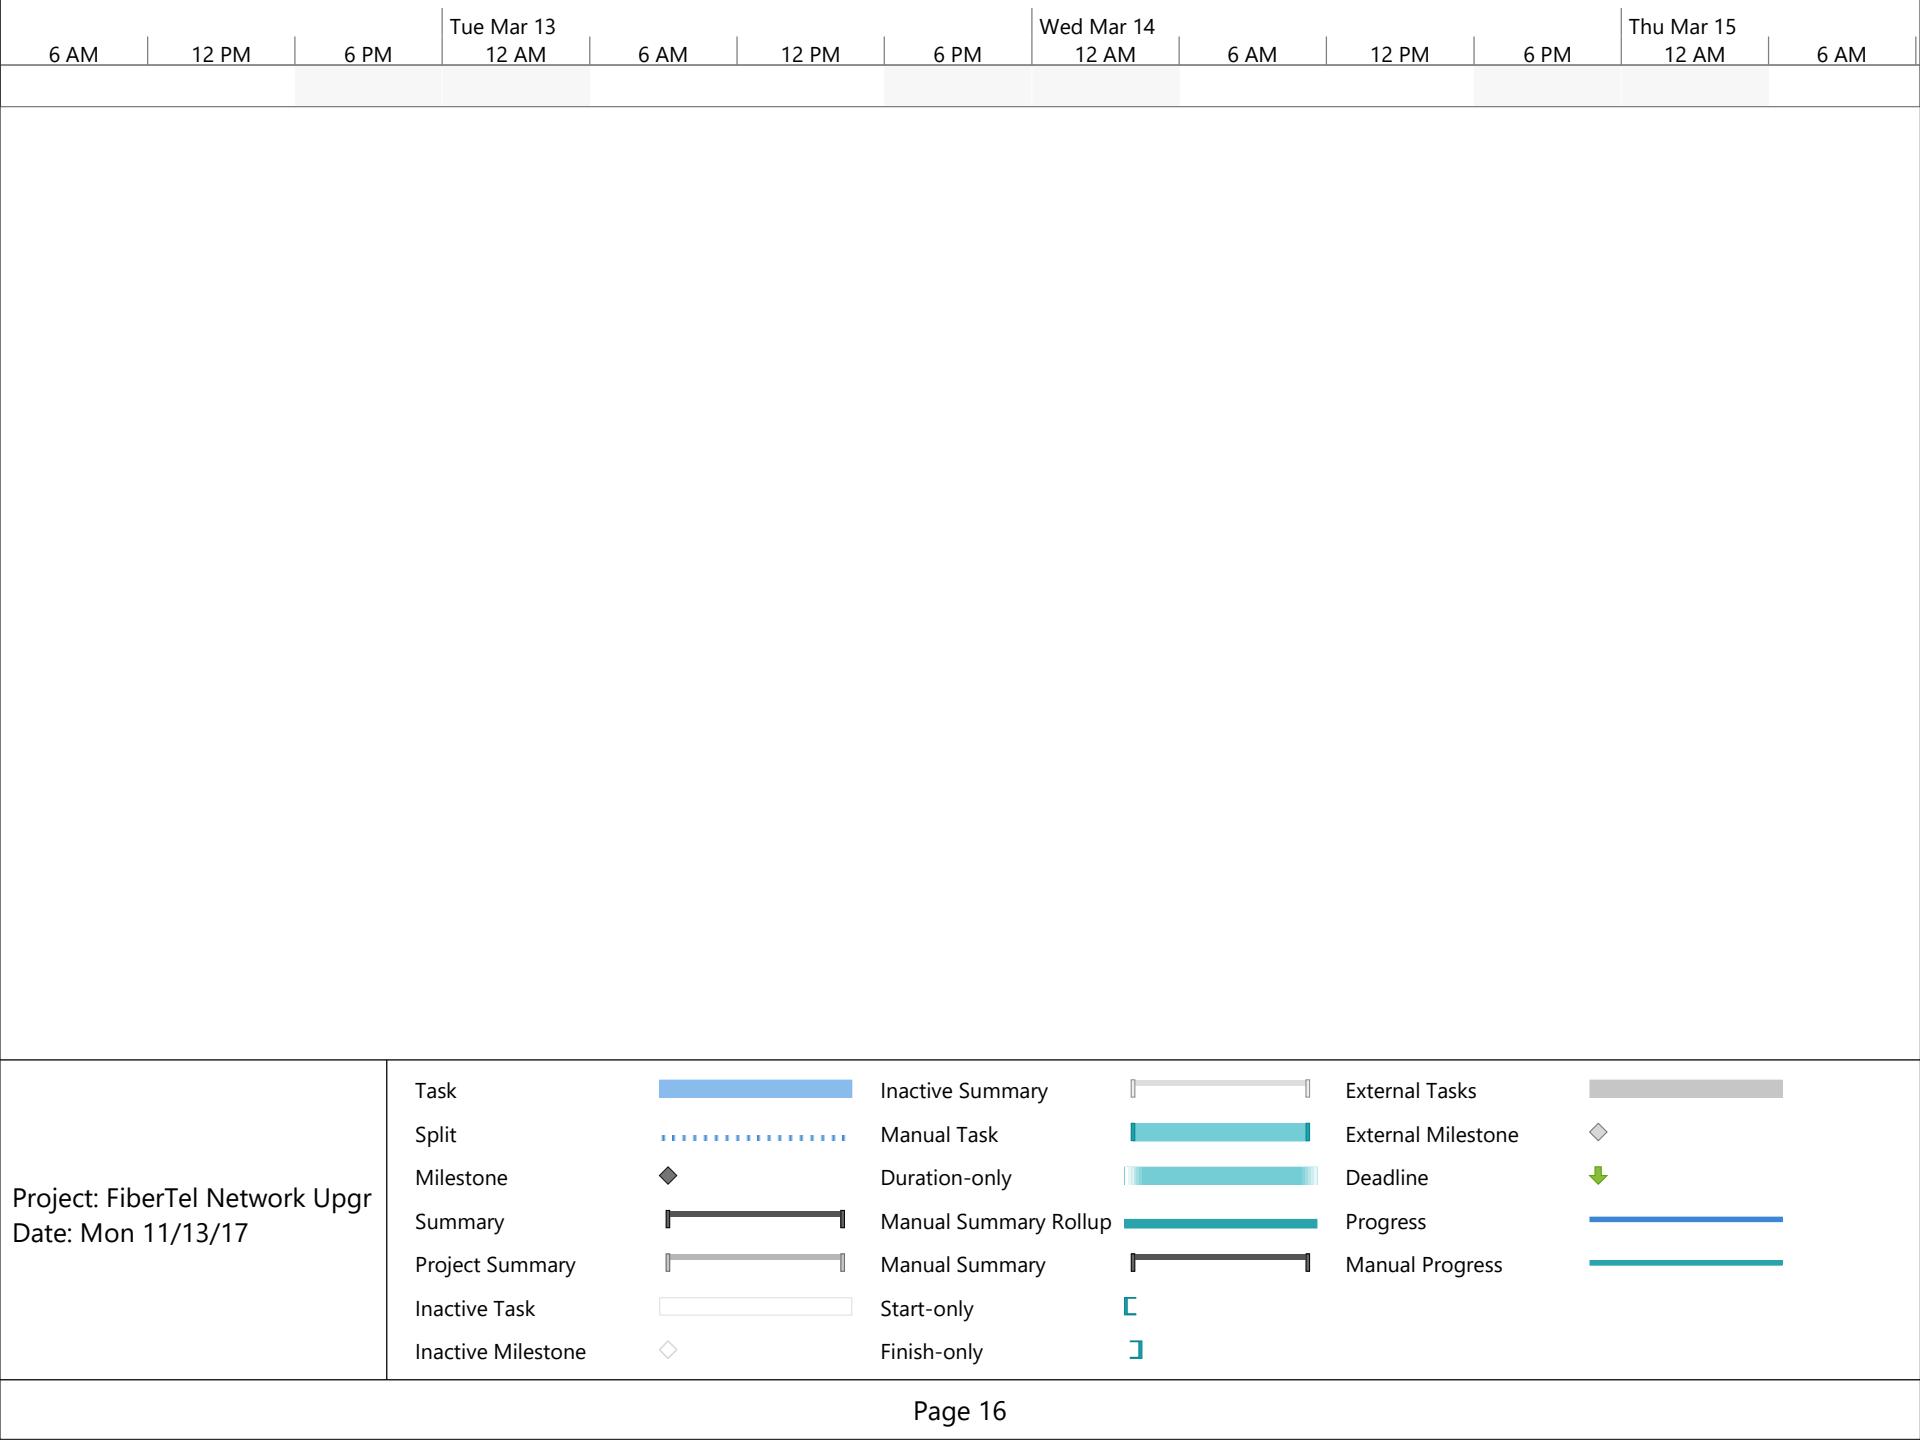 Tue Mar 13
Wed Mar 14
Thu Mar 15
6 AM 12 PM 6 PM 12 AM 6 AM 12 PM 6 PM 12 AM 6 AM 12 PM 6 PM 12 AM 6 AM
Project: FiberTel Network Upgr
Date: Mon 11/13/17
Task
Split
Milestone
Summary
Project Summary
Inactive Task
Inactive Milestone
Inactive Summary
Manual Task
Duration-only
Manual Summary Rollup
Manual Summary
Start-only
Finish-only
External Tasks
External Milestone
Deadline
Progress
Manual Progress
Page 16